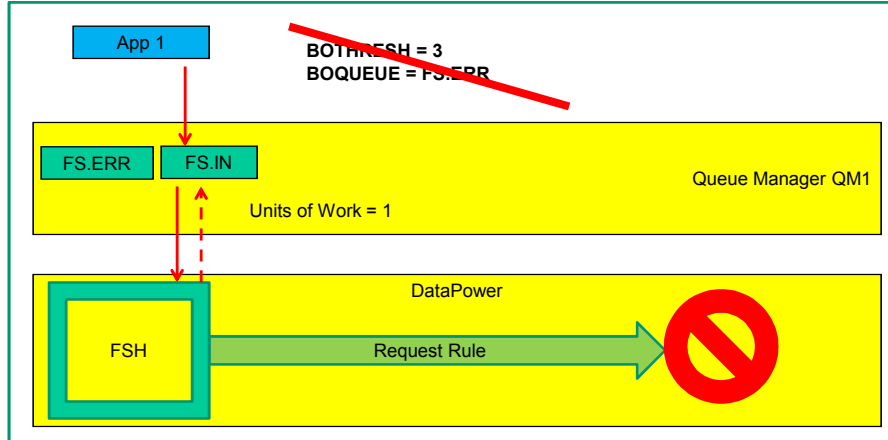 App 1
BOTHRESH = 3
BOQUEUE = FS.ERR
FS.ERR
FS.IN
Queue Manager QM1
Units of Work = 1
DataPower
FSH
Request Rule